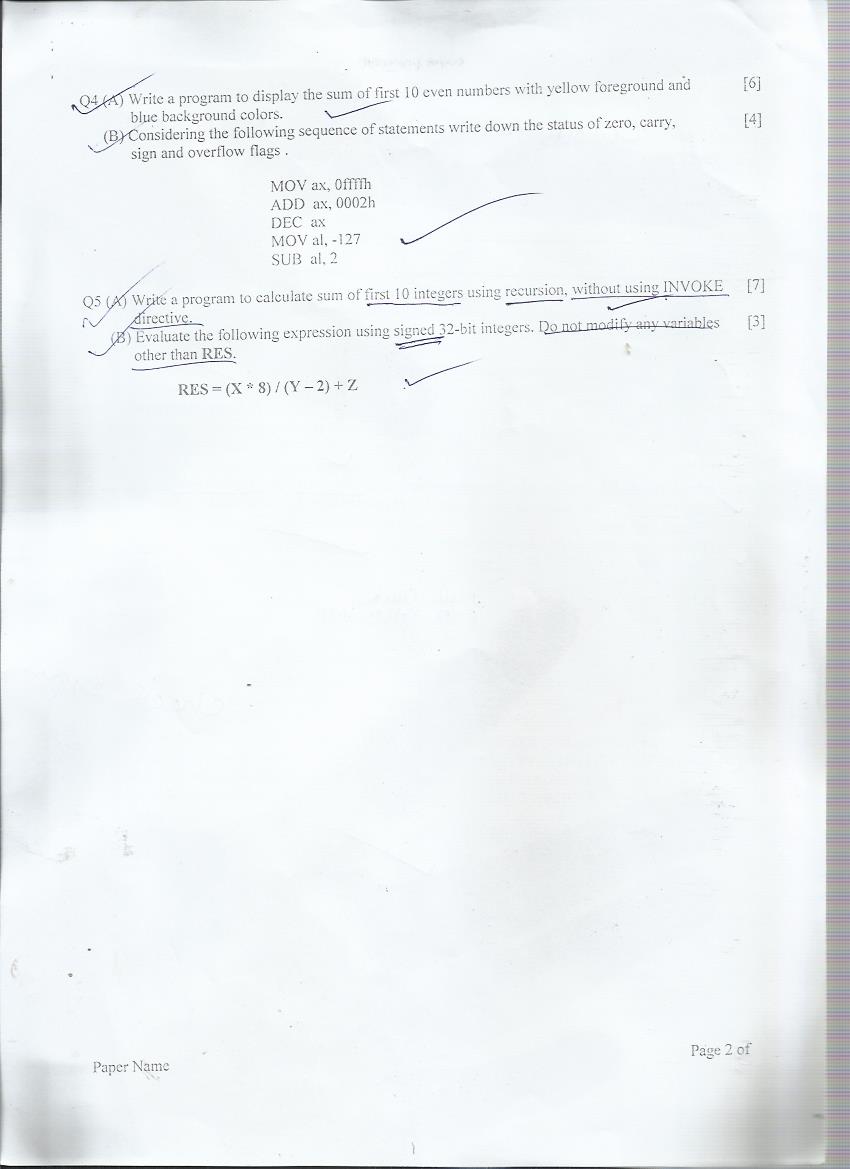 Q4 (A) Write a program to display the sum of first 10 even numbers with yellow foreground and [6]
blue background colors.
(B) Considering the following sequence of statements write down the status of zero, carry, [4]
sign and overflow flags .
MOV ax, 0ffffh
ADD ax, 0002h
DEC ax
MOV al, -127
SUB al, 2
Q5 (A) Write a program to calculate sum of first 10 integers using recursion, without using INVOKE [7]
directive.
(B) Evaluate the following expression using signed 32-bit integers. Do not modify any variables [3]
other than RES.
RES = (X * 8) / (Y – 2) + Z
Page 2 of
Paper Name